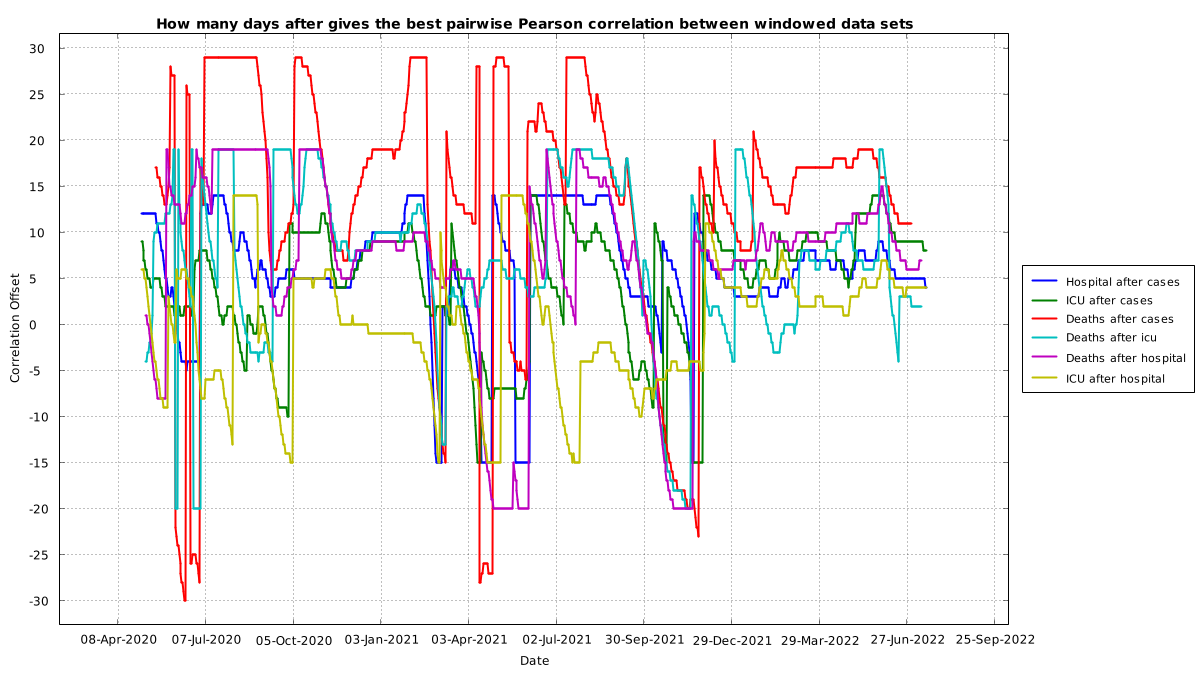 How many days after gives the best pairwise Pearson correlation between windowed data sets
30
25
20
15
10
5
0
-5
-10
-15
-20
-25
-30
Correlation Offset
08-Apr-2020 07-Jul-2020 05-Oct-2020 03-Jan-2021 03-Apr-2021 02-Jul-2021 30-Sep-2021 29-Dec-2021 29-Mar-2022 27-Jun-2022 25-Sep-2022
Date
Hospital after cases
ICU after cases
Deaths after cases
Deaths after icu
Deaths after hospital
ICU after hospital